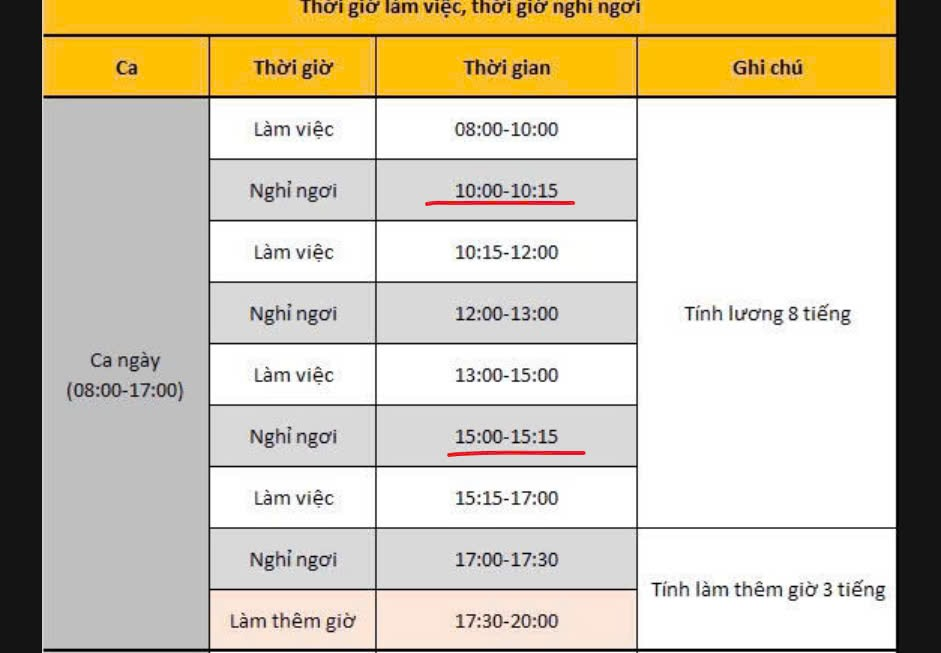 Thời giờ làm việc, thời giờ nghỉ ngơi
Ca Thời giờ Thời gian Ghi chú
Ca ngày
(08:00-17:00)
Làm việc 08:00-10:00
Nghỉ ngơi 10:00-10:15
Làm việc 10:15-12:00
Nghỉ ngơi 12:00-13:00
Làm việc 13:00-15:00
Nghỉ ngơi 15:00-15:15
Làm việc 15:15-17:00
Tính lương 8 tiếng
Nghỉ ngơi 17:00-17:30
Làm thêm giờ 17:30-20:00
Tính làm thêm giờ 3 tiếng